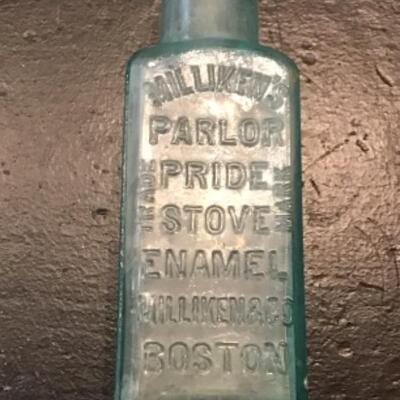 MILLIKEN'S
PARLOR
TRADE
PRIDE
MARK
STOVE
ENAMEL
MILLIKEN & CO
BOSTON